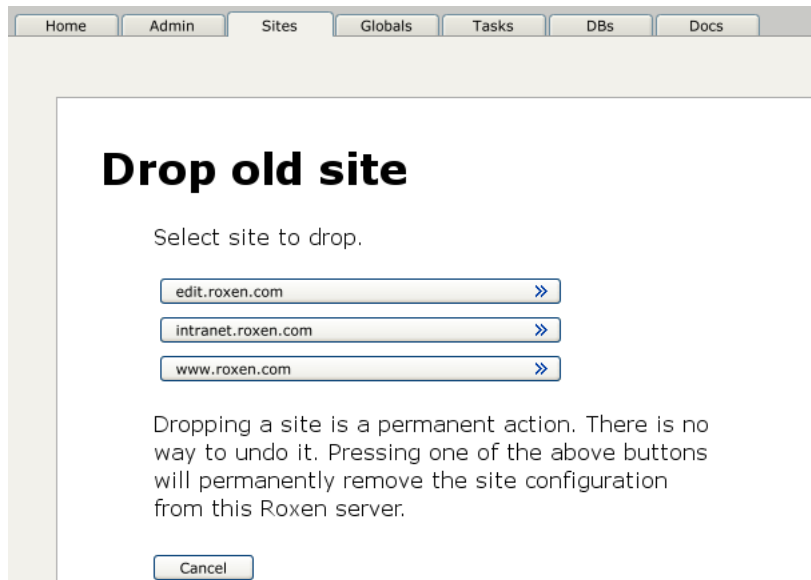 Home Admin Sites Globals Tasks DBs Docs
Drop old site
Select site to drop.
edit.roxen.com
intranet.roxen.com
www.roxen.com
Dropping a site is a permanent action. There is no
way to undo it. Pressing one of the above buttons
will permanently remove the site configuration
from this Roxen server.
Cancel